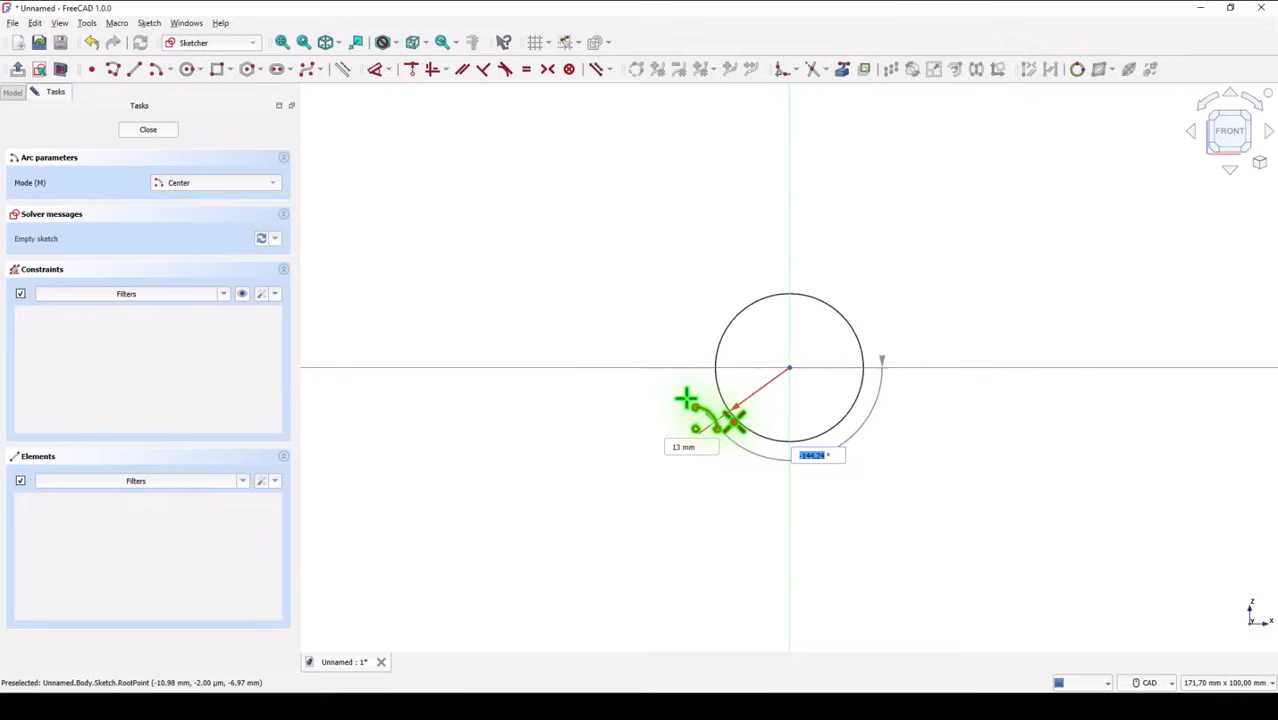 * Unnamed - FreeCAD 1.0.0
File Edit View Tools Macro Sketch Windows Help
Sketcher
Model Tasks
Tasks
Close
Arc parameters
Mode (M) Center
Solver messages
Empty sketch
Constraints
Filters
Elements
Filters
FRONT
13 mm
-144,24 °
Z
Y X
Unnamed : 1*
Preselected: Unnamed.Body.Sketch.RootPoint (-10.98 mm, -2.00 µm, -6.97 mm)
CAD
171,70 mm x 100,00 mm